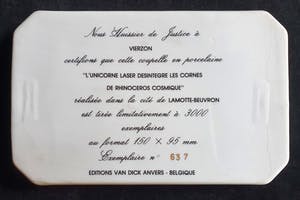 Nous Huissier de Justice à
VIERZON
certifions que cette coupelle en porcelaine
"L'UNICORNE LASER DESINTEGRE LES CORNES
DE RHINOCEROS COSMIQUE"
réalisée dans la cité de LAMOTTE-BEUVRON
est tirée limitativement à 3000
exemplaires
au format 150 X 95 mm
Exemplaire n° 637
EDITIONS VAN DICK ANVERS - BELGIQUE